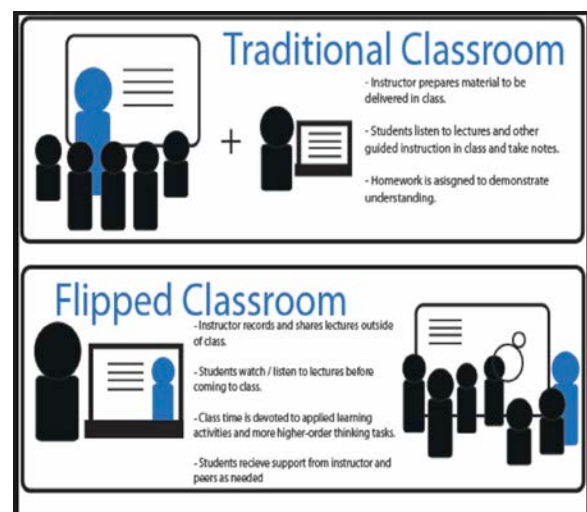 Traditional Classroom
- Instructor prepares material to be
delivered in class.
- Students listen to lectures and other
guided instruction in class and take notes.
- Homework is asisgned to demonstrate
understanding.
Flipped Classroom
- Instructor records and shares lectures outside
of class.
- Students watch / listen to lectures before
coming to class.
- Class time is devoted to applied learning
activities and more higher-order thinking tasks.
- Students recieve support from instructor and
peers as needed